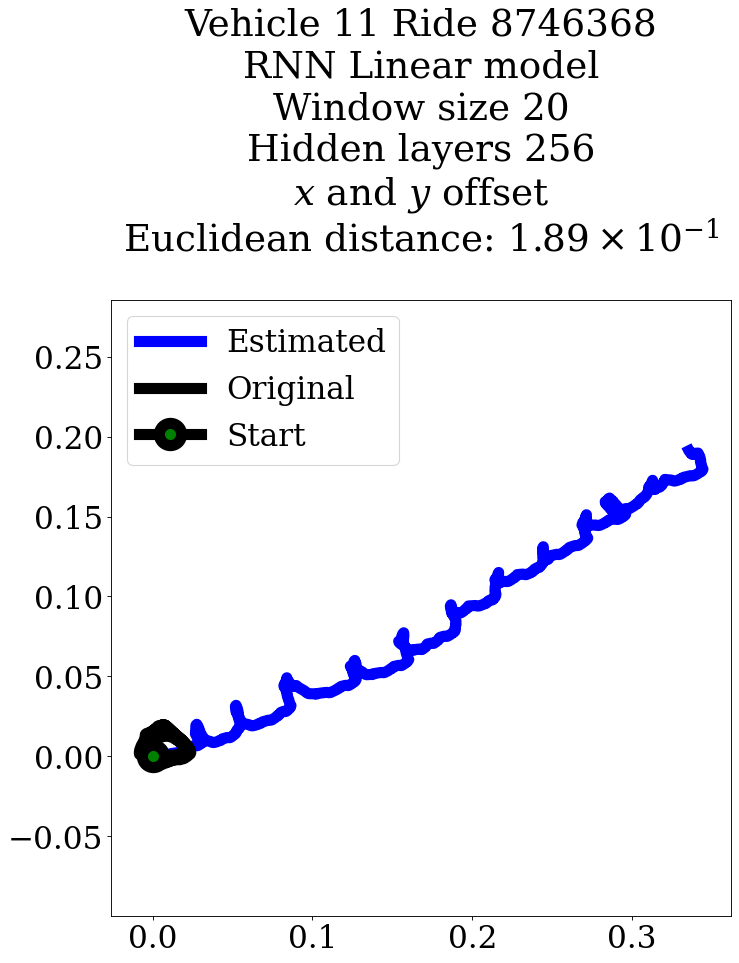 Vehicle 11 Ride 8746368
RNN Linear model
Window size 20
Hidden layers 256
x and y offset
Euclidean distance: 1.89 × 10⁻¹
Estimated
Original
Start
0.25
0.20
0.15
0.10
0.05
0.00
−0.05
0.0 0.1 0.2 0.3